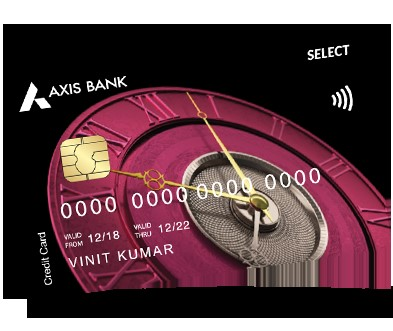 SELECT
AXIS BANK
0000 0000 0000 0000
VALID FROM 12/18 VALID THRU 12/22
VINIT KUMAR
Credit Card